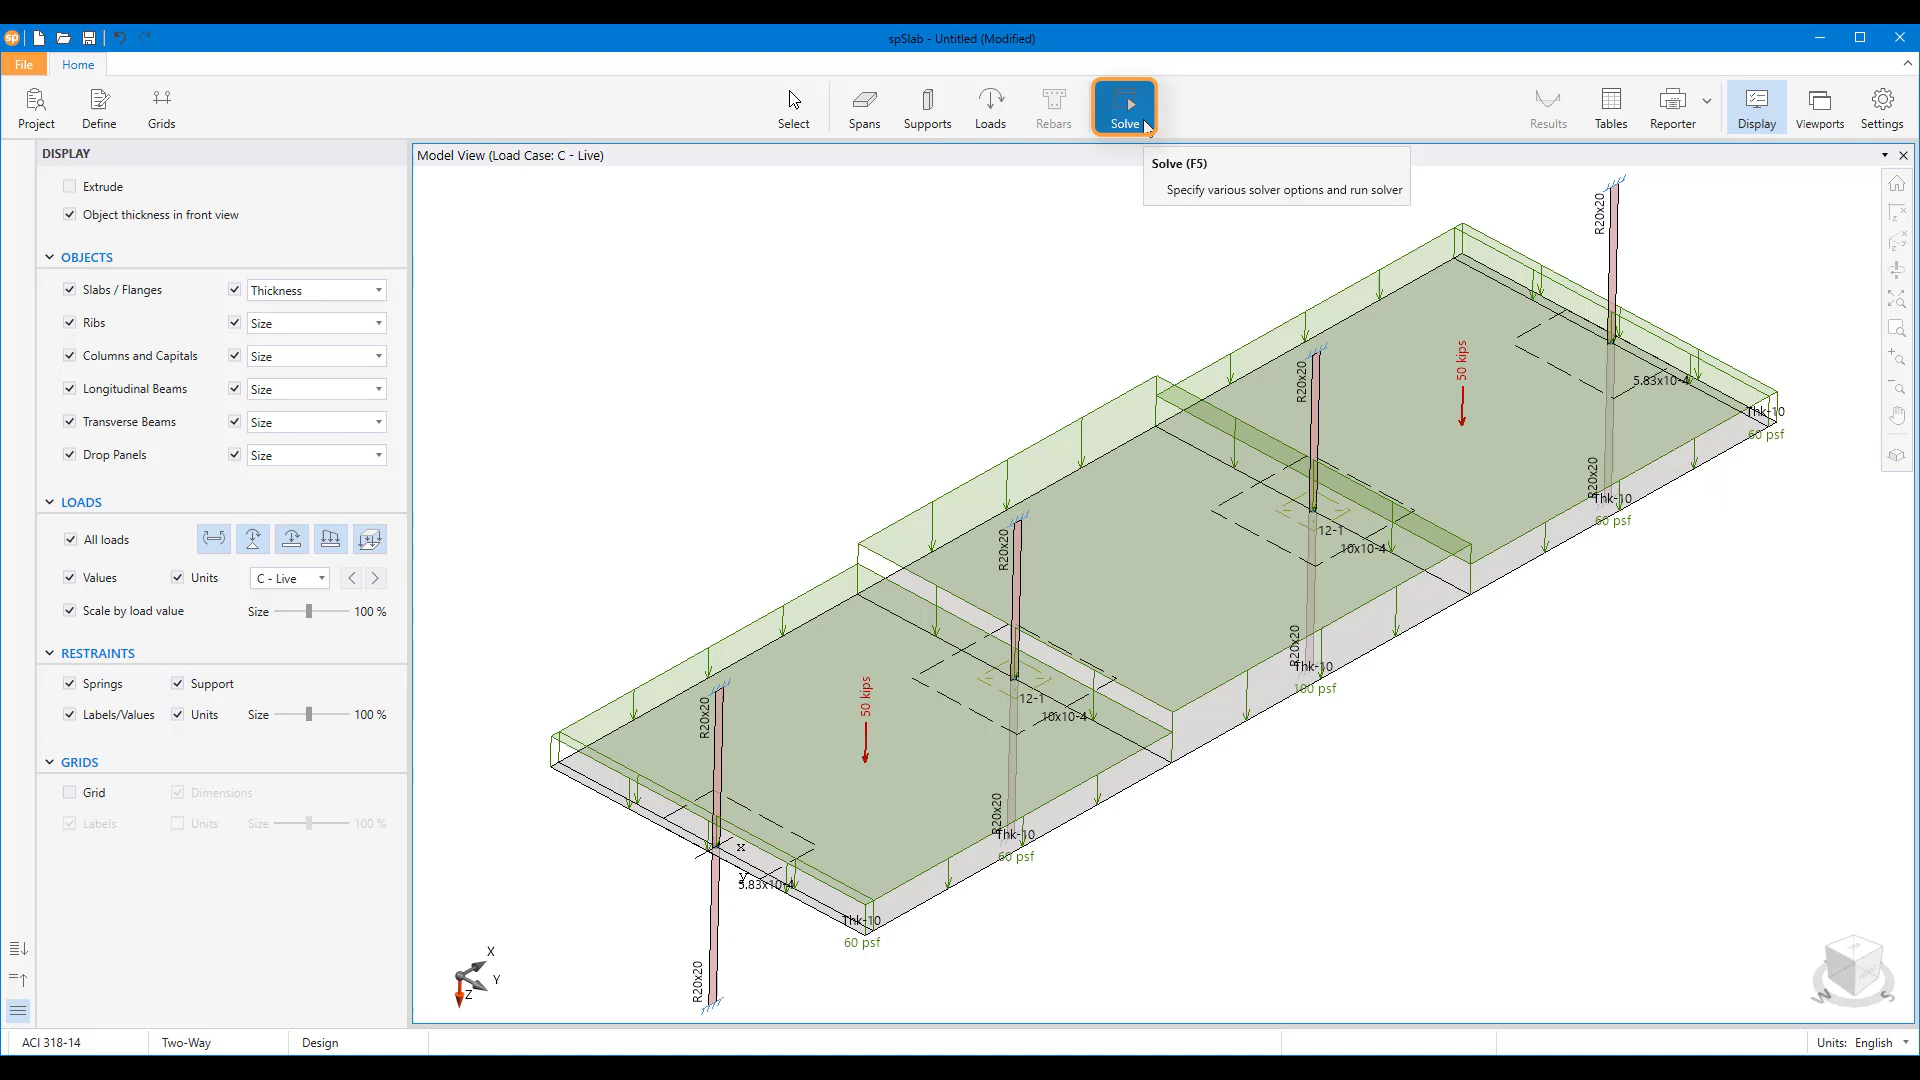 sp
spSlab - Untitled (Modified)
File
Home
Project
Define
Grids
Select
Spans
Supports
Loads
Rebars
Solve
Results
Tables
Reporter
Display
Viewports
Settings
DISPLAY
Model View (Load Case: C - Live)
Solve (F5)
Specify various solver options and run solver
Extrude
Object thickness in front view
OBJECTS
Slabs / Flanges
Thickness
Ribs
Size
Columns and Capitals
Size
Longitudinal Beams
Size
Transverse Beams
Size
Drop Panels
Size
LOADS
All loads
Values
Units
C - Live
Scale by load value
Size
100 %
RESTRAINTS
Springs
Support
Labels/Values
Units
Size
100 %
GRIDS
Grid
Dimensions
Labels
Units
Size
100 %
R20x20
R20x20
50 kips
5.83x10-4
Thk-10
60 psf
R20x20
Thk-10
60 psf
R20x20
12-1
10x10-4
R20x20
Thk-10
100 psf
50 kips
R20x20
12-1
10x10-4
R20x20
Thk-10
60 psf
x
y
5.83x10-4
Thk-10
60 psf
R20x20
X
Y
Z
W
S
ACI 318-14
Two-Way
Design
Units: English